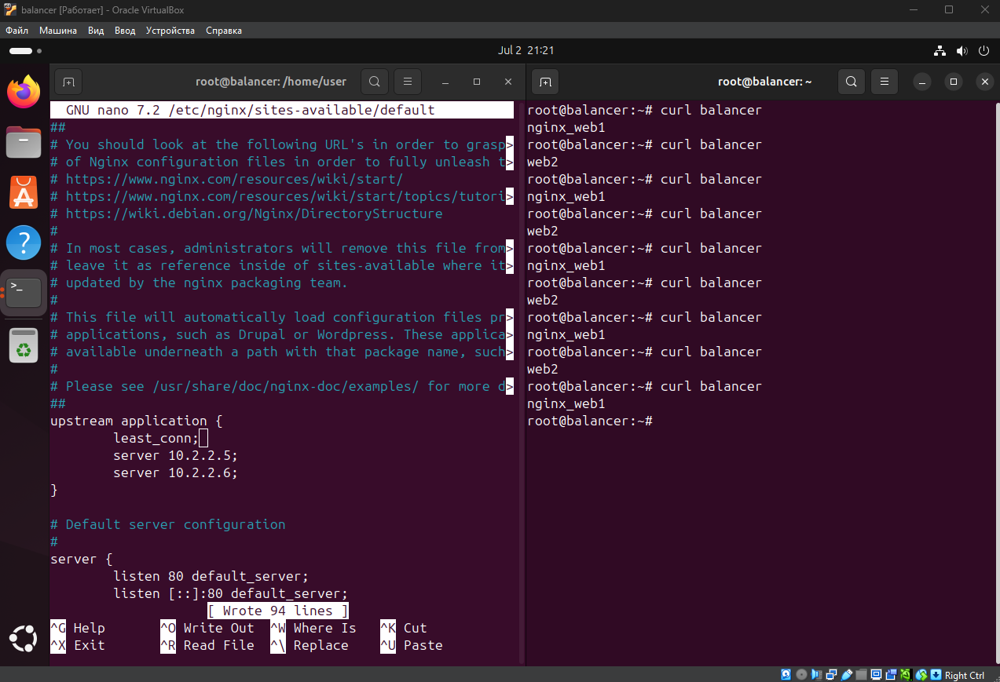 balancer [Работает] - Oracle VirtualBox
Файл Машина Вид Ввод Устройства Справка
Jul 2 21:21
root@balancer: /home/user
GNU nano 7.2 /etc/nginx/sites-available/default
##
# You should look at the following URL's in order to grasp>
# of Nginx configuration files in order to fully unleash t>
# https://www.nginx.com/resources/wiki/start/
# https://www.nginx.com/resources/wiki/start/topics/tutori>
# https://wiki.debian.org/Nginx/DirectoryStructure
#
# In most cases, administrators will remove this file from>
# leave it as reference inside of sites-available where it>
# updated by the nginx packaging team.
#
# This file will automatically load configuration files pr>
# applications, such as Drupal or Wordpress. These applica>
# available underneath a path with that package name, such>
#
# Please see /usr/share/doc/nginx-doc/examples/ for more d>
##
upstream application {
least_conn;
server 10.2.2.5;
server 10.2.2.6;
}
# Default server configuration
#
server {
listen 80 default_server;
listen [::]:80 default_server;
[ Wrote 94 lines ]
^G Help ^O Write Out ^W Where Is ^K Cut
^X Exit ^R Read File ^\ Replace ^U Paste
root@balancer: ~
root@balancer:~# curl balancer
nginx_web1
root@balancer:~# curl balancer
web2
root@balancer:~# curl balancer
nginx_web1
root@balancer:~# curl balancer
web2
root@balancer:~# curl balancer
nginx_web1
root@balancer:~# curl balancer
web2
root@balancer:~# curl balancer
nginx_web1
root@balancer:~# curl balancer
web2
root@balancer:~# curl balancer
nginx_web1
root@balancer:~#
Right Ctrl